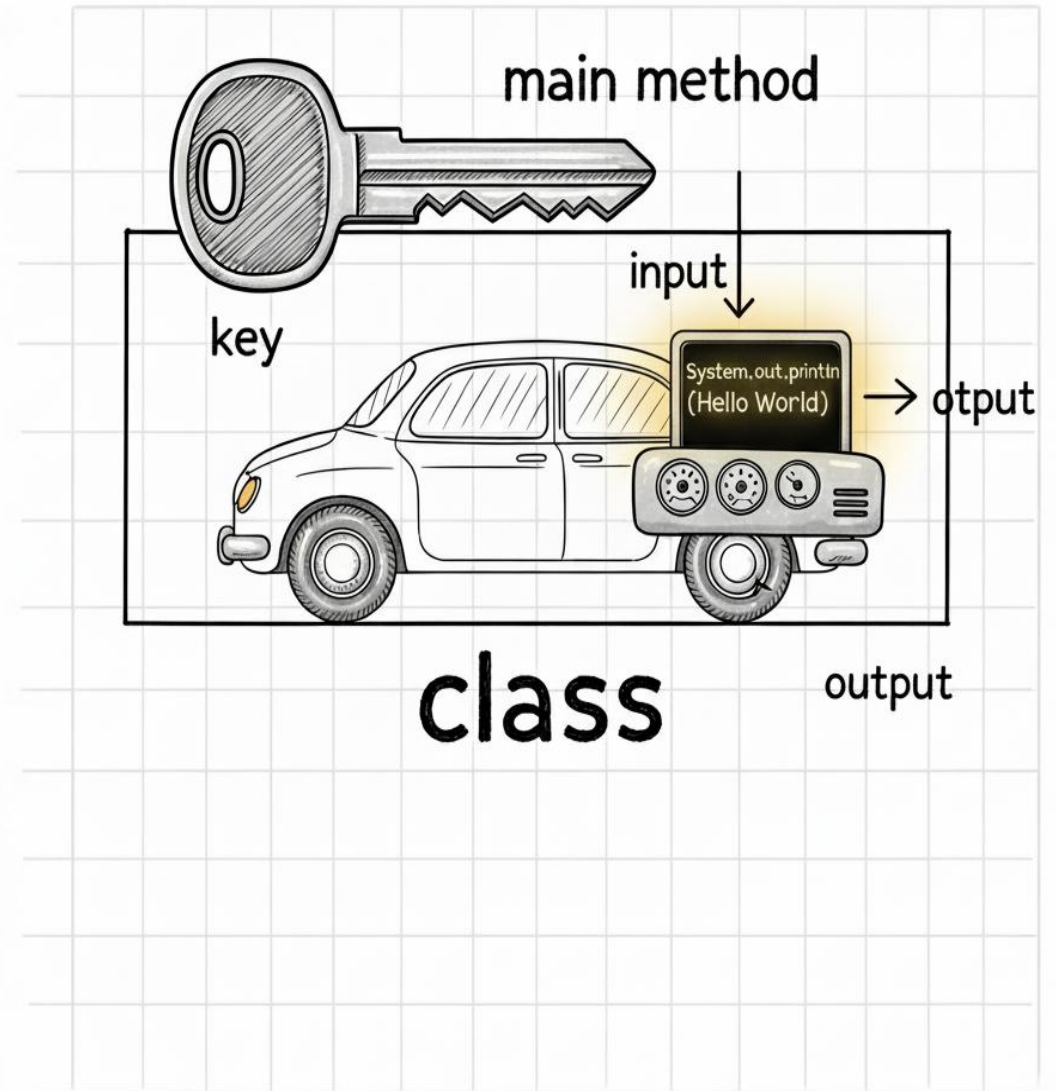 main method
input
key
System.out.println
(Hello World)
otput
class
output